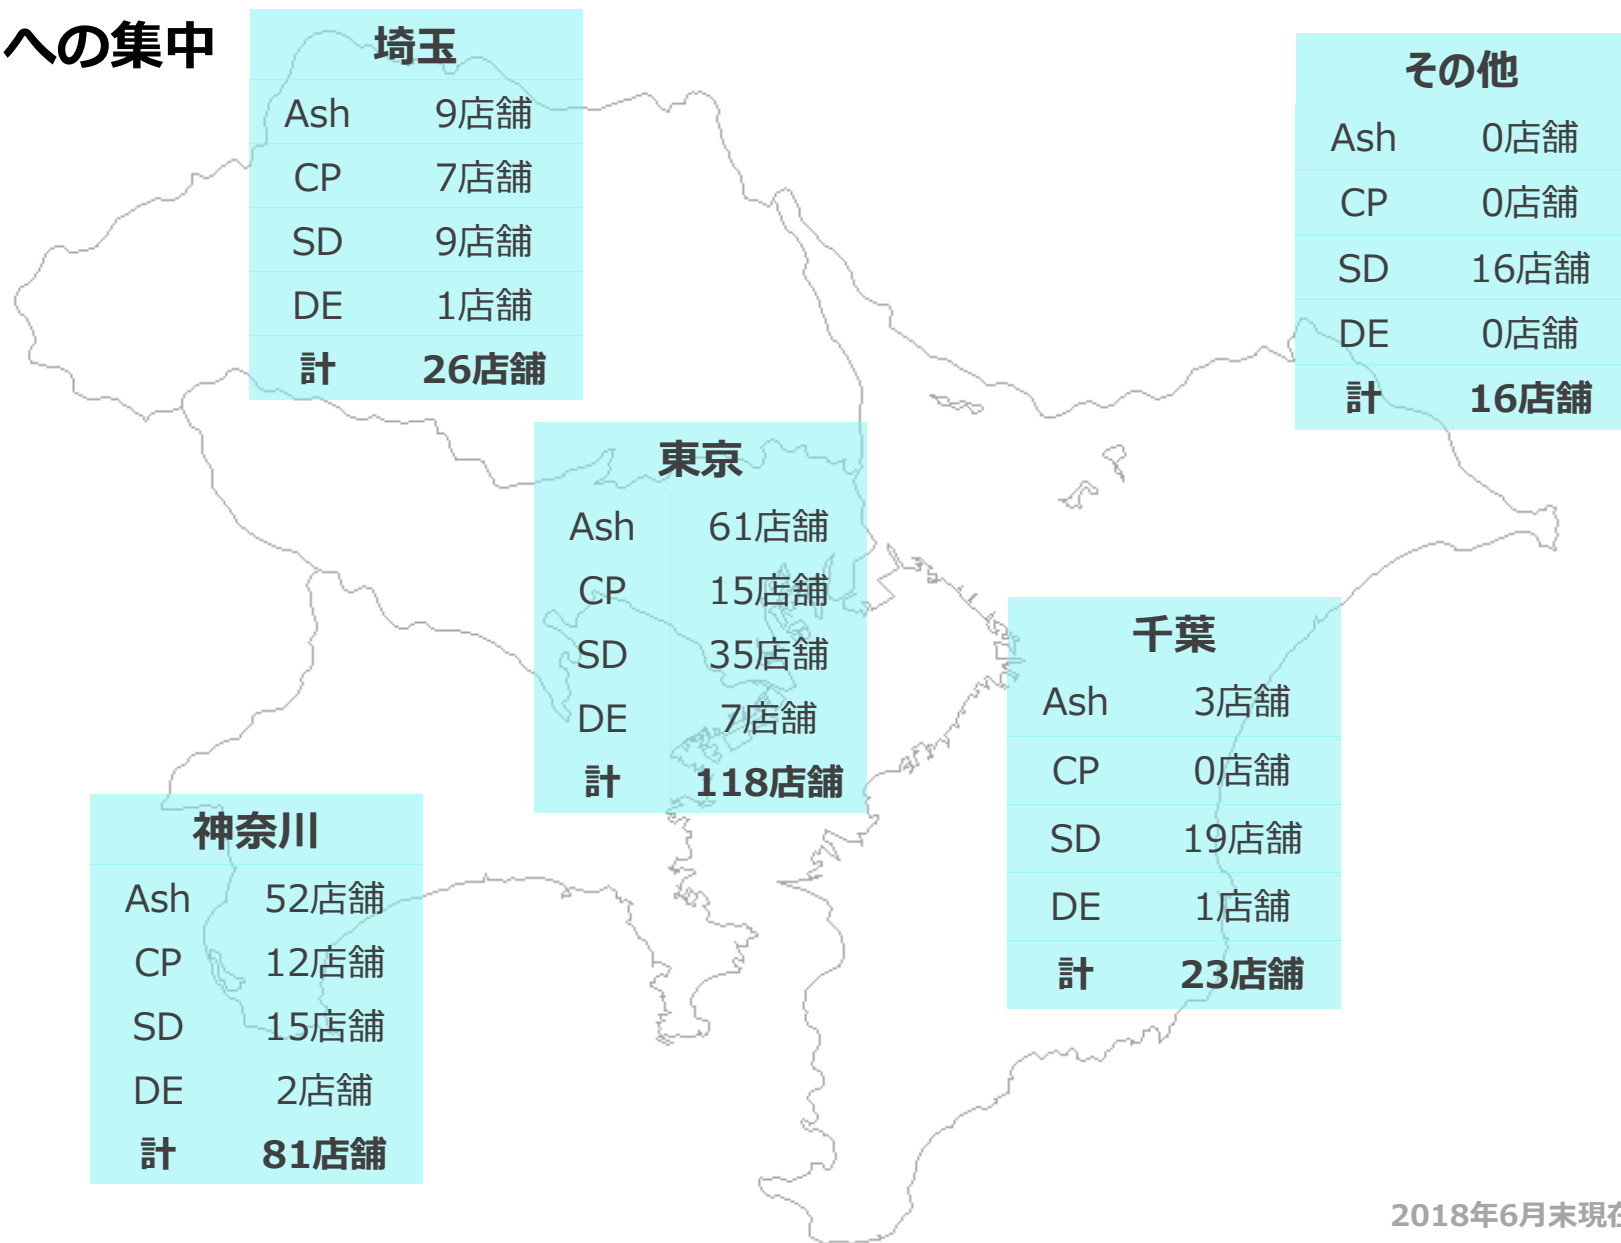 への集中
埼玉
Ash 9店舗
CP 7店舗
SD 9店舗
DE 1店舗
計 26店舗
その他
Ash 0店舗
CP 0店舗
SD 16店舗
DE 0店舗
計 16店舗
東京
Ash 61店舗
CP 15店舗
SD 35店舗
DE 7店舗
計 118店舗
千葉
Ash 3店舗
CP 0店舗
SD 19店舗
DE 1店舗
計 23店舗
神奈川
Ash 52店舗
CP 12店舗
SD 15店舗
DE 2店舗
計 81店舗
2018年6月末現在